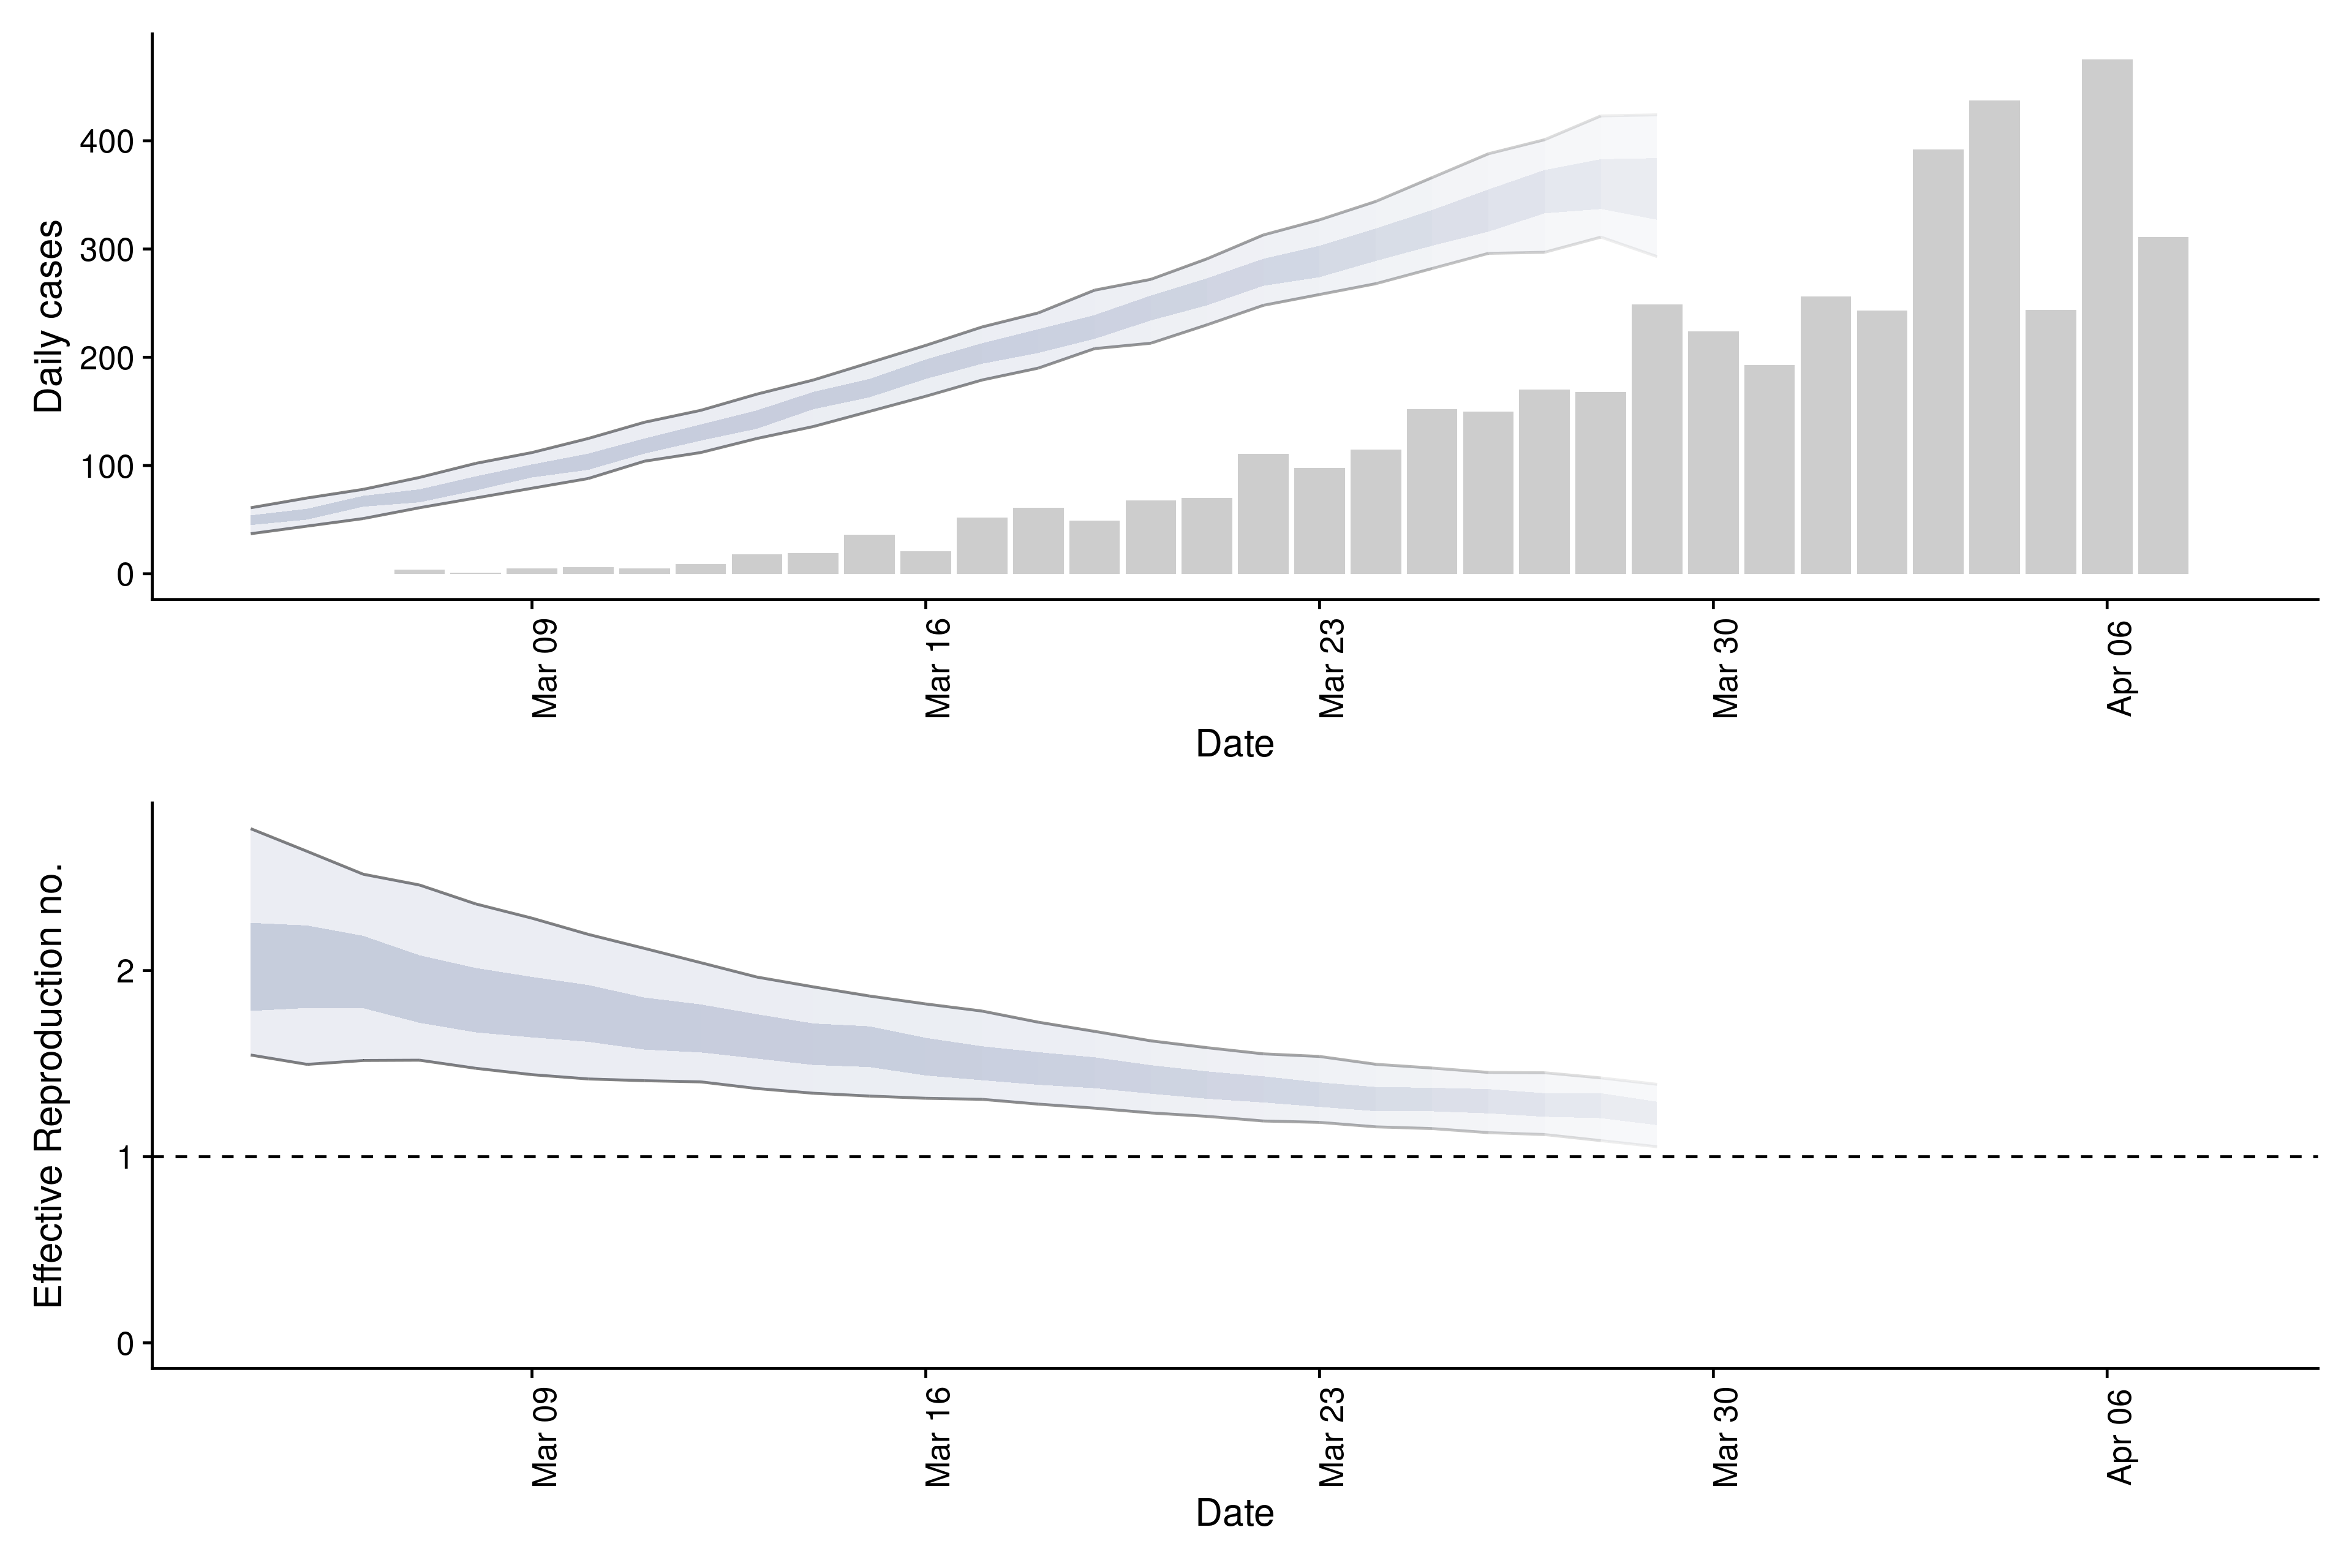 Daily cases
400
300
200
100
0
Mar 09
Mar 16
Mar 23
Mar 30
Apr 06
Date
Effective Reproduction no.
2
1
0
Mar 09
Mar 16
Mar 23
Mar 30
Apr 06
Date